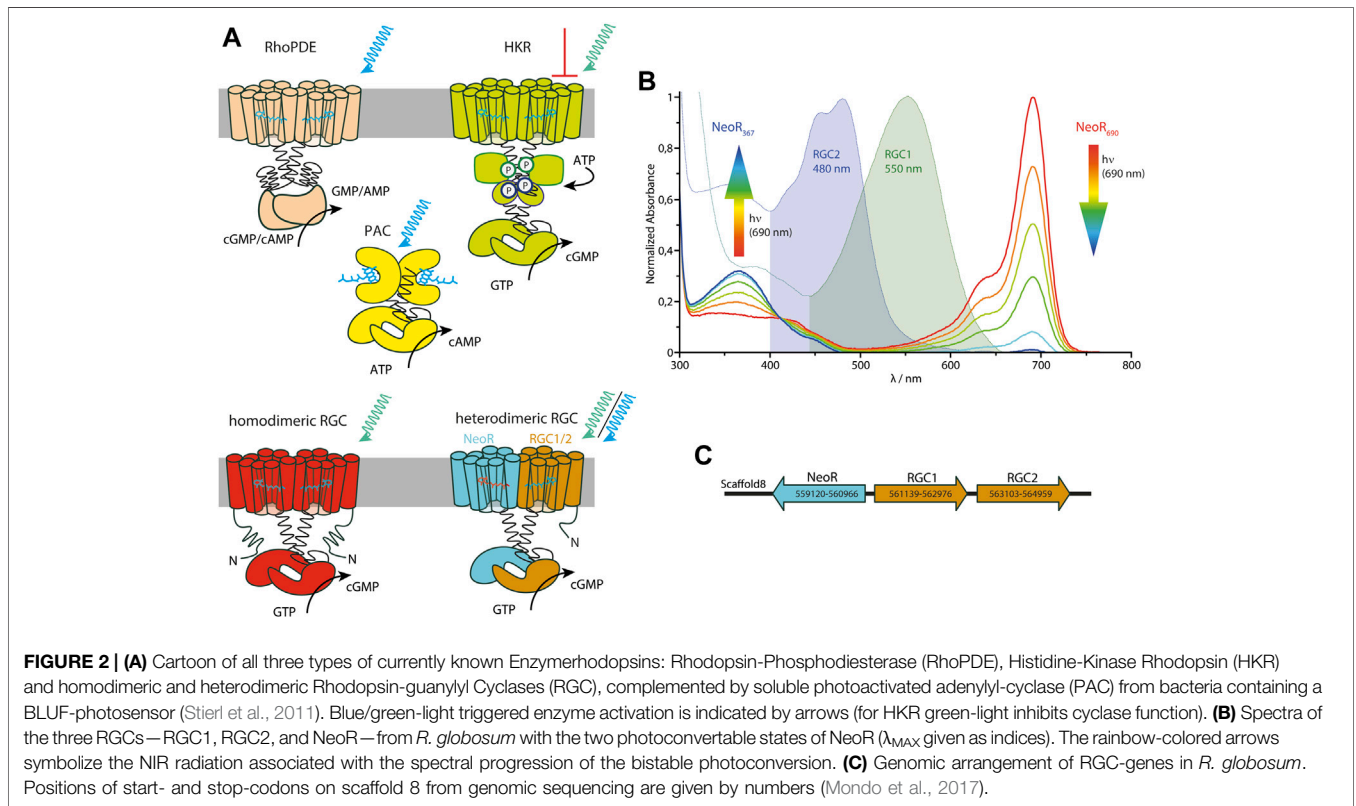 A
RhoPDE
HKR
GMP/AMP
cGMP/cAMP
P
P
P
P
ATP
cGMP
GTP
PAC
cAMP
ATP
homodimeric RGC
N
N
cGMP
GTP
heterodimeric RGC
NeoR
RGC1/2
N
cGMP
GTP
B
Normalized Absorbance
1
0,8
0,6
0,4
0,2
0
300
400
500
600
700
800
λ / nm
NeoR367
hν
(690 nm)
RGC2
480 nm
RGC1
550 nm
NeoR690
hν
(690 nm)
C
Scaffold8
NeoR
559120-560966
RGC1
561139-562976
RGC2
563103-564959
FIGURE 2 | (A) Cartoon of all three types of currently known Enzymerhodopsins: Rhodopsin-Phosphodiesterase (RhoPDE), Histidine-Kinase Rhodopsin (HKR)
and homodimeric and heterodimeric Rhodopsin-guanylyl Cyclases (RGC), complemented by soluble photoactivated adenylyl-cyclase (PAC) from bacteria containing a
BLUF-photosensor (Stierl et al., 2011). Blue/green-light triggered enzyme activation is indicated by arrows (for HKR green-light inhibits cyclase function). (B) Spectra of
the three RGCs—RGC1, RGC2, and NeoR—from R. globosum with the two photoconvertable states of NeoR (λMAX given as indices). The rainbow-colored arrows
symbolize the NIR radiation associated with the spectral progression of the bistable photoconversion. (C) Genomic arrangement of RGC-genes in R. globosum.
Positions of start- and stop-codons on scaffold 8 from genomic sequencing are given by numbers (Mondo et al., 2017).